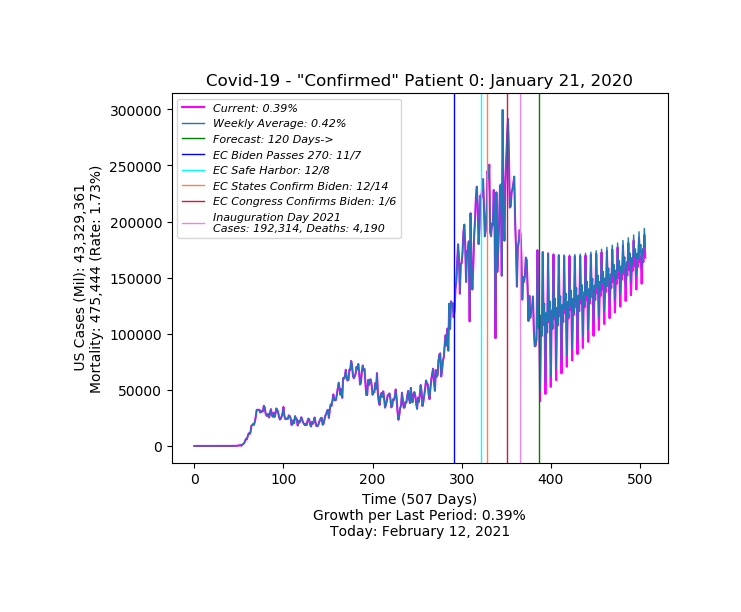 Covid-19 - "Confirmed" Patient 0: January 21, 2020
300000
250000
200000
150000
100000
50000
0
US Cases (Mil): 43,329,361
Mortality: 475,444 (Rate: 1.73%)
Current: 0.39%
Weekly Average: 0.42%
Forecast: 120 Days->
EC Biden Passes 270: 11/7
EC Safe Harbor: 12/8
EC States Confirm Biden: 12/14
EC Congress Confirms Biden: 1/6
Inauguration Day 2021
Cases: 192,314, Deaths: 4,190
0 100 200 300 400 500
Time (507 Days)
Growth per Last Period: 0.39%
Today: February 12, 2021